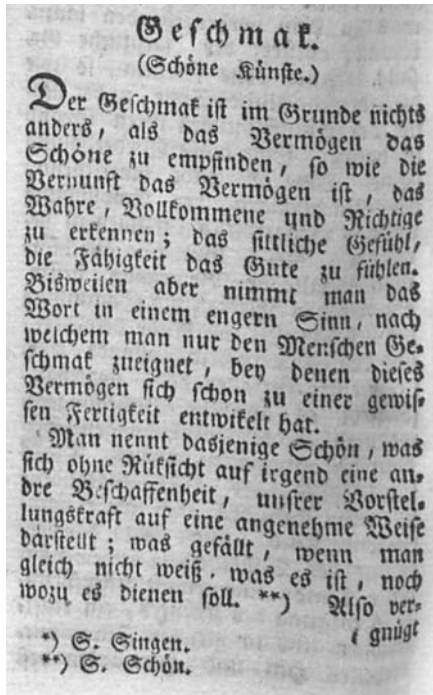 Geschmak.
(Schöne Künste.)
Der Geschmak ist im Grunde nichts
anders, als das Vermögen das
Schöne zu empfinden, so wie die
Vernunft das Vermögen ist, das
Wahre, Vollkommene und Richtige
zu erkennen; das sittliche Gefühl,
die Fähigkeit das Gute zu fühlen.
Bisweilen aber nimmt man das
Wort in einem engern Sinn, nach
welchem man nur den Menschen Ge-
schmak zueignet, bey denen dieses
Vermögen sich schon zu einer gewis-
sen Fertigkeit entwikelt hat.
Man nennt dasjenige Schön, was
sich ohne Rüksicht auf irgend eine an-
dre Beschaffenheit, unsrer Vorstel-
lungskraft auf eine angenehme Weise
darstellt; was gefällt, wenn man
gleich nicht weiß, was es ist, noch
wozu es dienen soll. **) Also ver-
gnügt
*) S. Singen.
**) S. Schön.